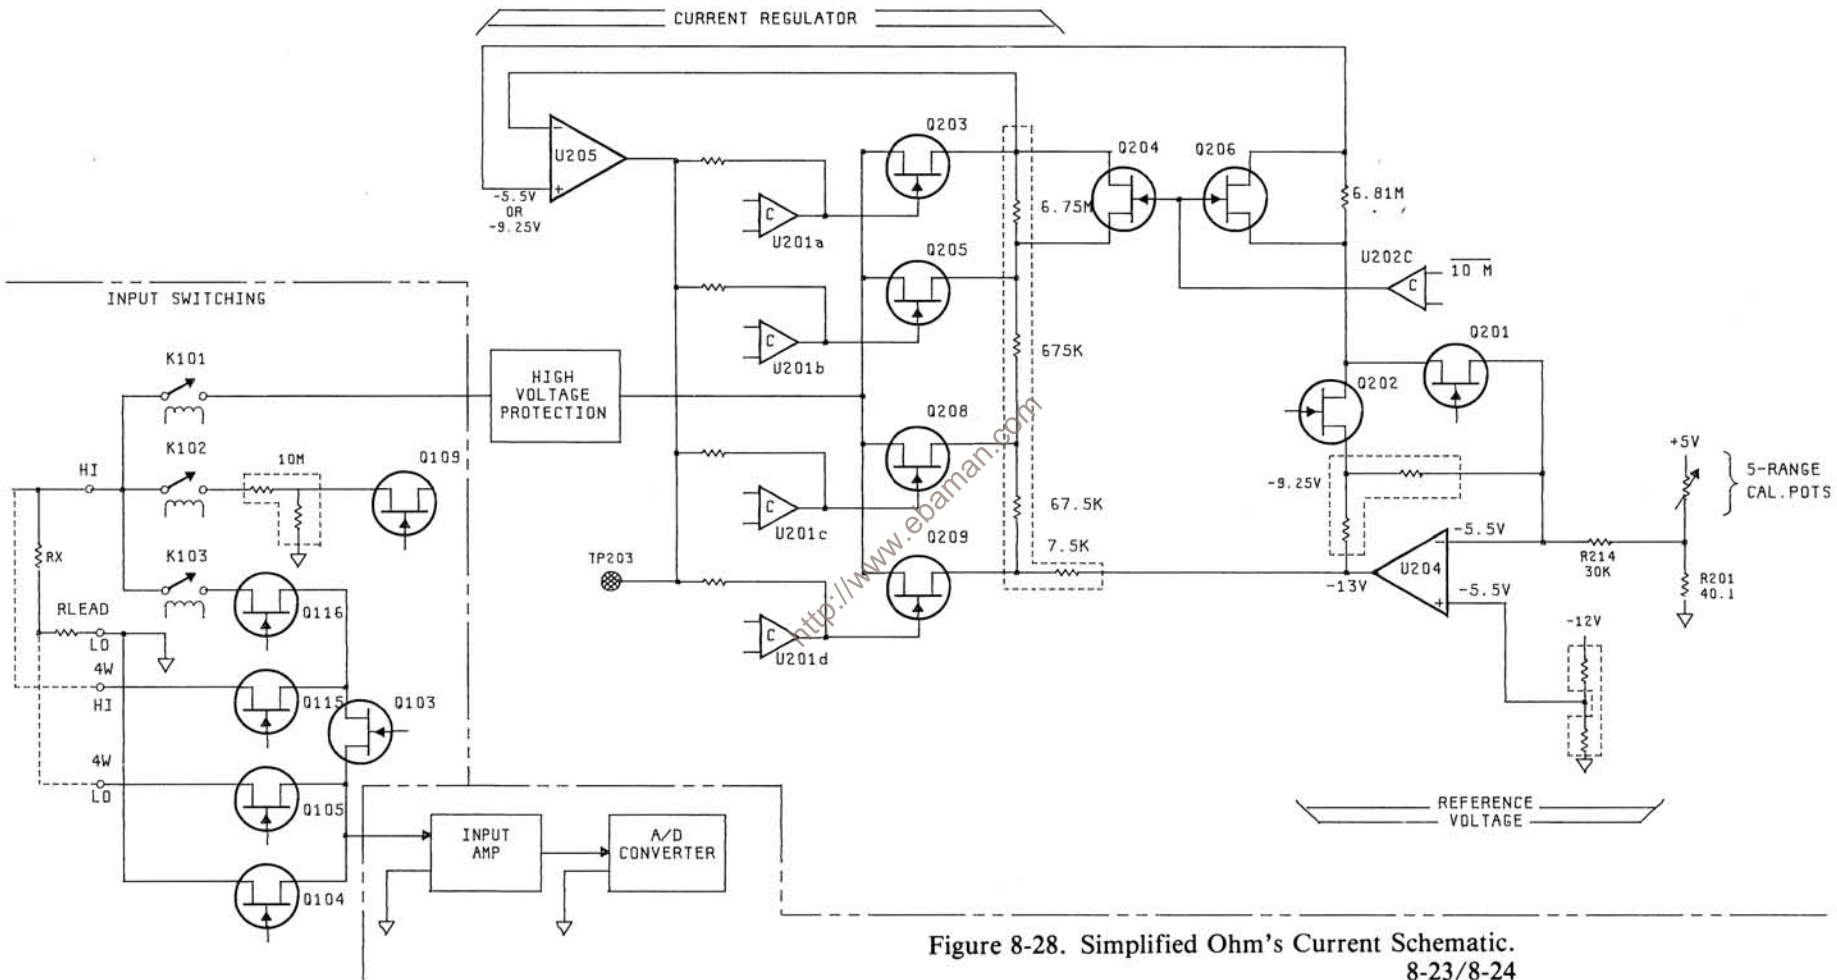 CURRENT REGULATOR
U205
-
+
-5.5V
OR
-9.25V
Q203
C
U201a
Q205
C
U201b
Q208
C
U201c
Q209
C
U201d
TP203
Q204
Q206
6.75M
675K
67.5K
7.5K
6.81M
U202C
C
10 M
Q201
Q202
-9.25V
-13V
U204
-
+
-5.5V
-5.5V
R214
30K
+5V
5-RANGE
CAL.POTS
R201
40.1
-12V
REFERENCE
VOLTAGE
INPUT SWITCHING
K101
HIGH
VOLTAGE
PROTECTION
K102
10M
Q109
HI
RX
K103
Q116
RLEAD
LO
4W
HI
Q115
Q103
4W
LO
Q105
Q104
INPUT
AMP
A/D
CONVERTER
http://www.ebaman.com
Figure 8-28. Simplified Ohm's Current Schematic.
8-23/8-24